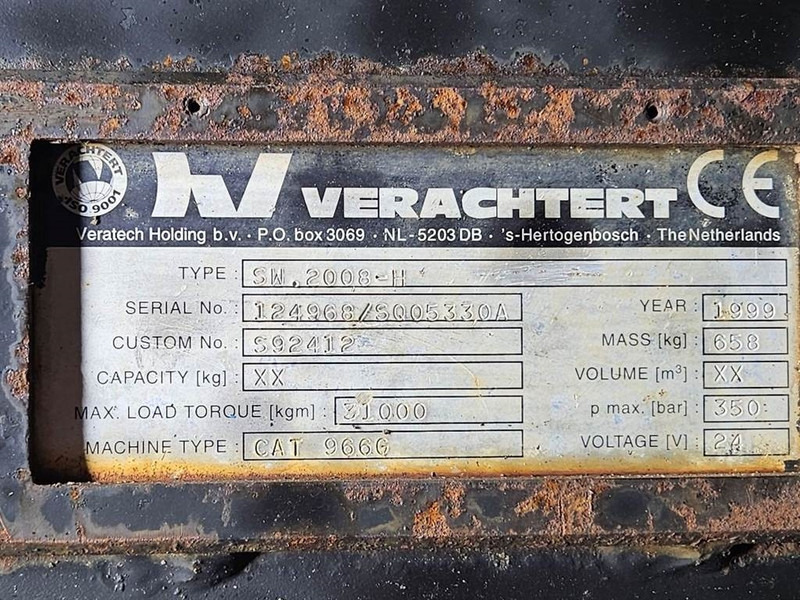 VERACHTERT ISO 9001
VERACHTERT CE
Veratech Holding b.v. · P.O. box 3069 · NL-5203 DB · 's-Hertogenbosch · The Netherlands
TYPE : SW.2008-H
SERIAL No. : 124968/SQ05330A YEAR : 1999
CUSTOM No. : S92412 MASS [kg] : 658
CAPACITY [kg] : XX VOLUME [m³] : XX
MAX. LOAD TORQUE [kgm] : 31000 p max. [bar] : 350
MACHINE TYPE : CAT 966G VOLTAGE [V] : 24